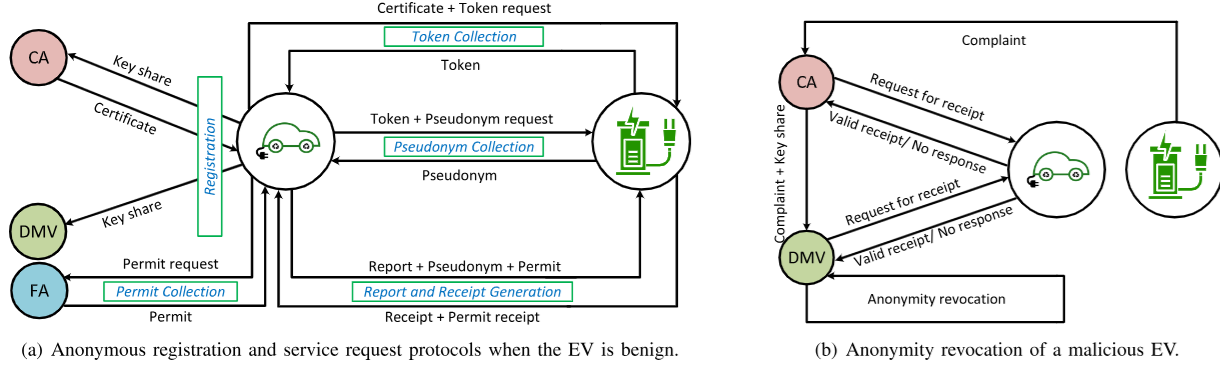 Certificate + Token request
Token Collection
Token
CA
Key share
Certificate
Registration
Token + Pseudonym request
Pseudonym Collection
Pseudonym
Key share
DMV
FA
Permit request
Permit Collection
Permit
Report + Pseudonym + Permit
Report and Receipt Generation
Receipt + Permit receipt
(a) Anonymous registration and service request protocols when the EV is benign.
Complaint
CA
Request for receipt
Valid receipt/ No response
Complaint + Key share
Request for receipt
Valid receipt/ No response
DMV
Anonymity revocation
(b) Anonymity revocation of a malicious EV.